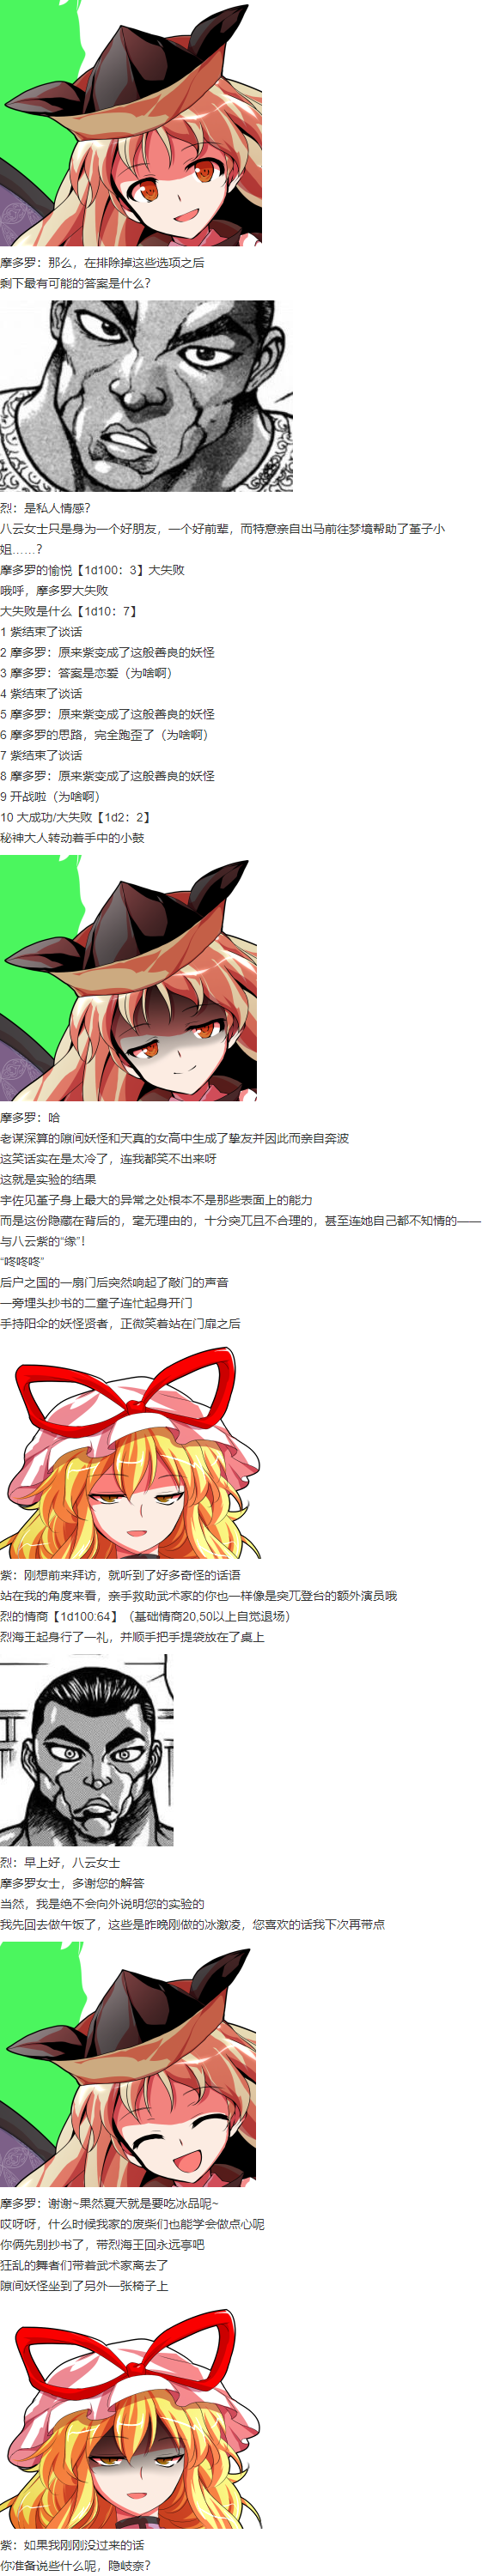 摩多罗：那么，在排除掉这些选项之后
剩下最有可能的答案是什么？
烈：是私人情感？
八云女士只是身为一个好朋友，一个好前辈，而特意亲自出马前往梦境帮助了堇子小
姐……？
摩多罗的愉悦【1d100：3】大失败
哦呼，摩多罗大失败
大失败是什么【1d10：7】
1 紫结束了谈话
2 摩多罗：原来紫变成了这般善良的妖怪
3 摩多罗：答案是恋爱（为啥啊）
4 紫结束了谈话
5 摩多罗：原来紫变成了这般善良的妖怪
6 摩多罗的思路，完全跑歪了（为啥啊）
7 紫结束了谈话
8 摩多罗：原来紫变成了这般善良的妖怪
9 开战啦（为啥啊）
10 大成功/大失败【1d2：2】
秘神大人转动着手中的小鼓
摩多罗：哈
老谋深算的隙间妖怪和天真的女高中生成了挚友并因此而亲自奔波
这笑话实在是太冷了，连我都笑不出来呀
这就是实验的结果
宇佐见堇子身上最大的异常之处根本不是那些表面上的能力
而是这份隐藏在背后的，毫无理由的，十分突兀且不合理的，甚至连她自己都不知情的——
与八云紫的“缘”！
“咚咚咚”
后户之国的一扇门后突然响起了敲门的声音
一旁埋头抄书的二童子连忙起身开门
手持阳伞的妖怪贤者，正微笑着站在门扉之后
紫：刚想前来拜访，就听到了好多奇怪的话语
站在我的角度来看，亲手救助武术家的你也一样像是突兀登台的额外演员哦
烈的情商【1d100:64】（基础情商20,50以上自觉退场）
烈海王起身行了一礼，并顺手把手提袋放在了桌上
烈：早上好，八云女士
摩多罗女士，多谢您的解答
当然，我是绝不会向外说明您的实验的
我先回去做午饭了，这些是昨晚刚做的冰激凌，您喜欢的话我下次再带点
摩多罗：谢谢~果然夏天就是要吃冰品呢~
哎呀呀，什么时候我家的废柴们也能学会做点心呢
你俩先别抄书了，带烈海王回永远亭吧
狂乱的舞者们带着武术家离去了
隙间妖怪坐到了另外一张椅子上
紫：如果我刚刚没过来的话
你准备说些什么呢，隐岐奈？